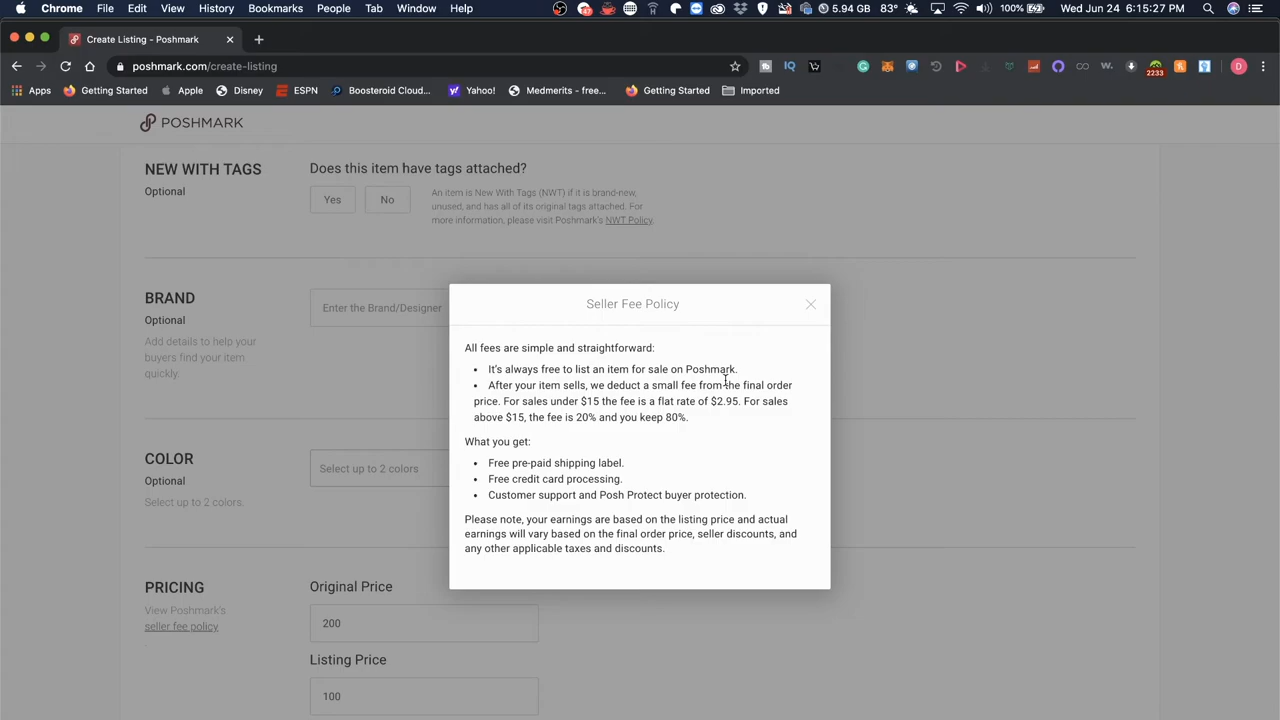 Chrome File Edit View History Bookmarks People Tab Window Help 5.94 GB 83° 100% Wed Jun 24 6:15:27 PM
Create Listing - Poshmark
poshmark.com/create-listing 2233 D
Apps Getting Started Apple Disney ESPN Boosteroid Cloud... Yahoo! Medmerits - free... Getting Started Imported
POSHMARK
NEW WITH TAGS
Optional
Does this item have tags attached?
Yes No
An item is New With Tags (NWT) if it is brand-new,
unused, and has all of its original tags attached. For
more information, please visit Poshmark's NWT Policy.
BRAND
Optional
Add details to help your
buyers find your item
quickly:
Enter the Brand/Designer
COLOR
Optional
Select up to 2 colors.
Select up to 2 colors
PRICING
View Poshmark's
seller fee policy
.
Original Price
200
Listing Price
100
Seller Fee Policy
All fees are simple and straightforward:
• It's always free to list an item for sale on Poshmark.
• After your item sells, we deduct a small fee from the final order
price. For sales under $15 the fee is a flat rate of $2.95. For sales
above $15, the fee is 20% and you keep 80%.
What you get:
• Free pre-paid shipping label.
• Free credit card processing.
• Customer support and Posh Protect buyer protection.
Please note, your earnings are based on the listing price and actual
earnings will vary based on the final order price, seller discounts, and
any other applicable taxes and discounts.